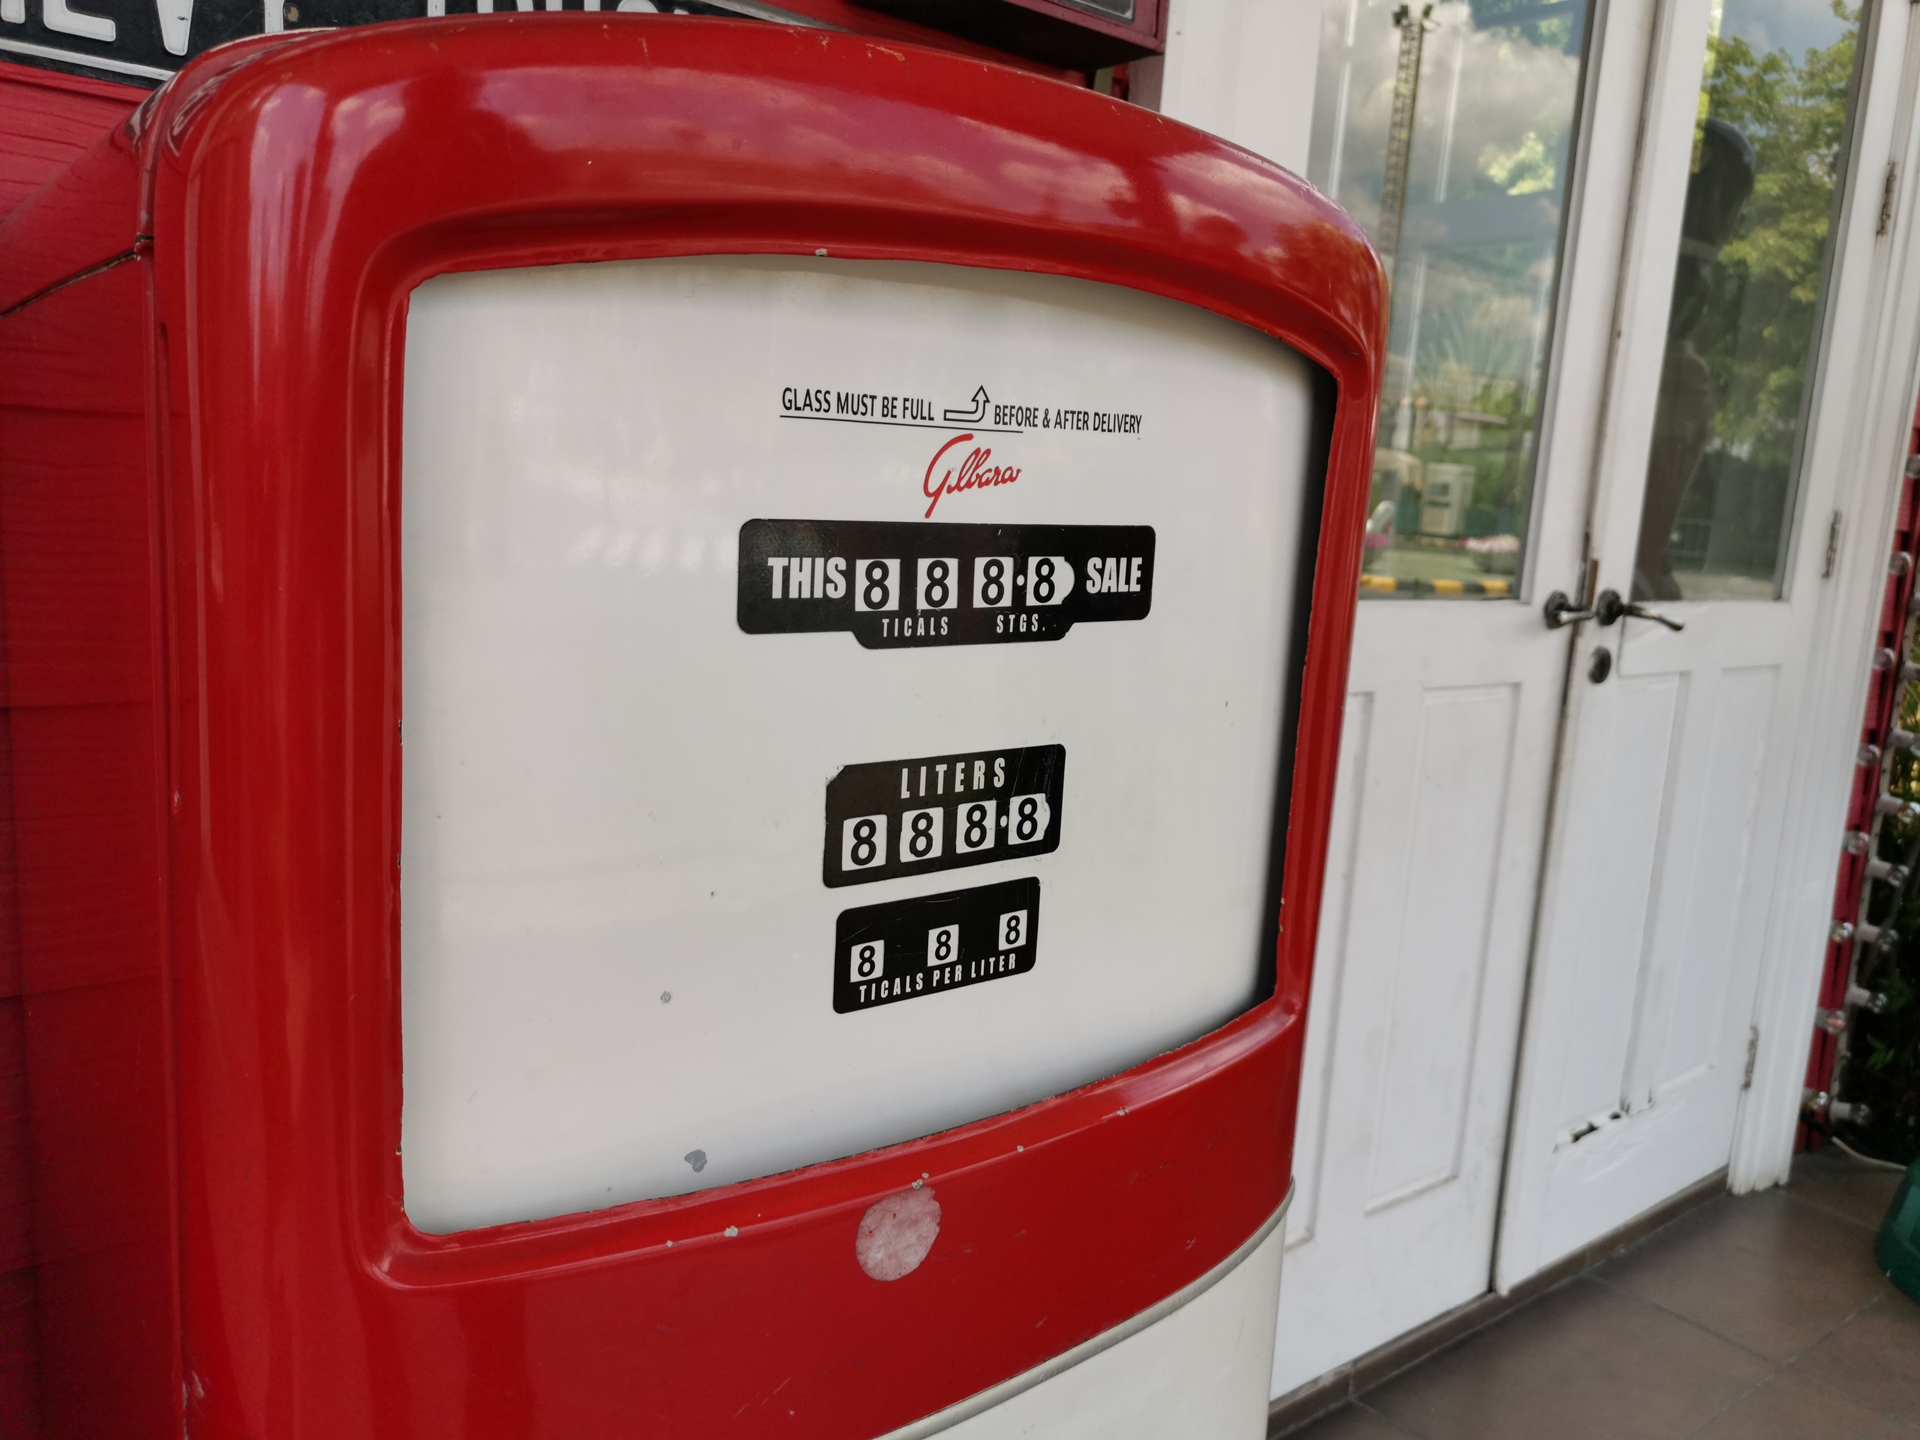 GLASS MUST BE FULL BEFORE & AFTER DELIVERY
Gilbara
THIS 8 8 8.8 SALE
TICALS STGS.
LITERS
8 8 8.8
8 8 8
TICALS PER LITER